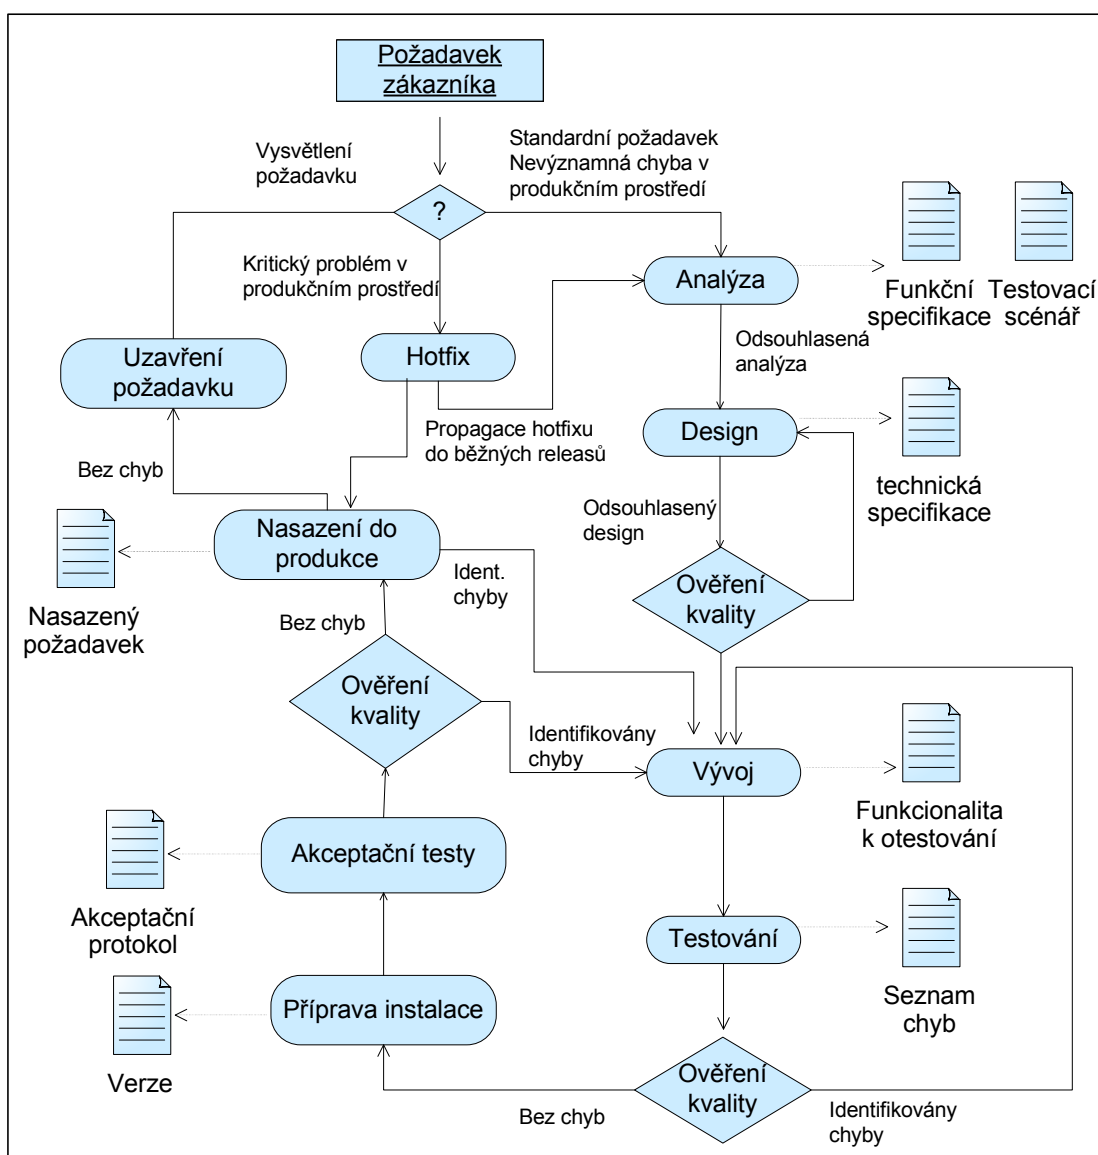 Požadavek
zákazníka
Vysvětlení
požadavku
Standardní požadavek
Nevýznamná chyba v
produkčním prostředí
?
Kritický problém v
produkčním prostředí
Analýza
Funkční
specifikace
Testovací
scénář
Uzavření
požadavku
Hotfix
Odsouhlasená
analýza
Propagace hotfixu
do běžných releasů
Design
technická
specifikace
Bez chyb
Odsouhlasený
design
Nasazení do
produkce
Ident.
chyby
Ověření
kvality
Nasazený
požadavek
Bez chyb
Ověření
kvality
Identifikovány
chyby
Vývoj
Funkcionalita
k otestování
Akceptační testy
Akceptační
protokol
Testování
Seznam
chyb
Příprava instalace
Verze
Ověření
kvality
Bez chyb
Identifikovány
chyby